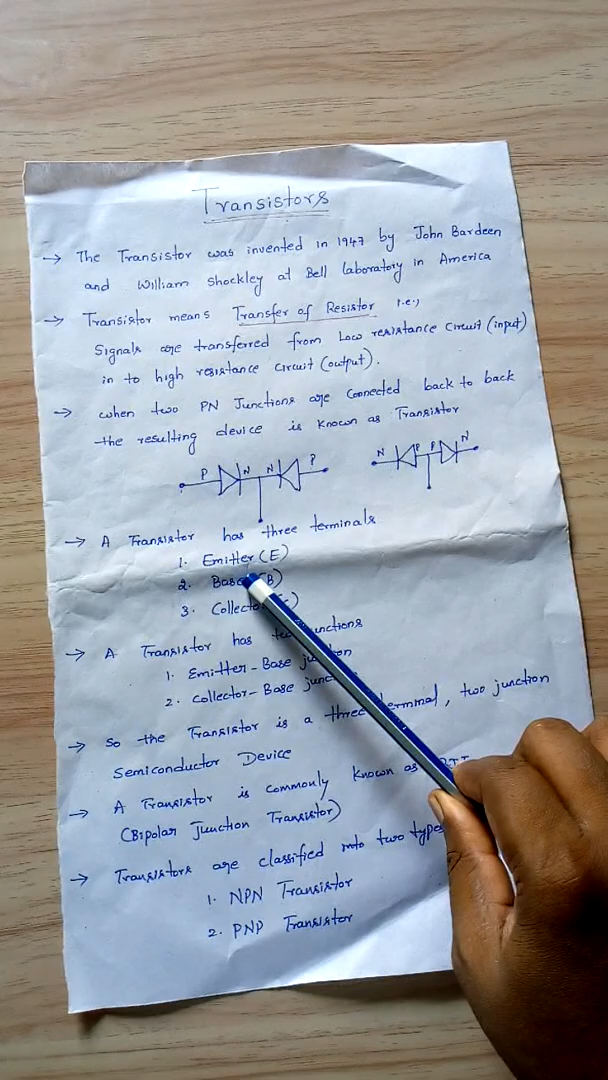 Transistors
→ The Transistor was invented in 1947 by John Bardeen
and William Shockley at Bell laboratory in America
→ Transistor means Transfer of Resistor i.e.,
Signals are transferred from Low resistance circuit (input)
in to high resistance circuit (output).
→ when two PN Junctions are connected back to back
the resulting device is known as Transistor
P N N P N P P N
→ A Transistor has three terminals
1. Emitter (E)
2. Base B)
3. Collecto )
→ A Transistor has junctions
1. Emitter-Base
2. Collector-Base
→ So the Transistor is a three terminal, two junction
Semiconductor Device
→ A Transistor is commonly known as
(Bipolar Junction Transistor)
→ Transistors are classified into two types
1. NPN Transistor
2. PNP Transistor